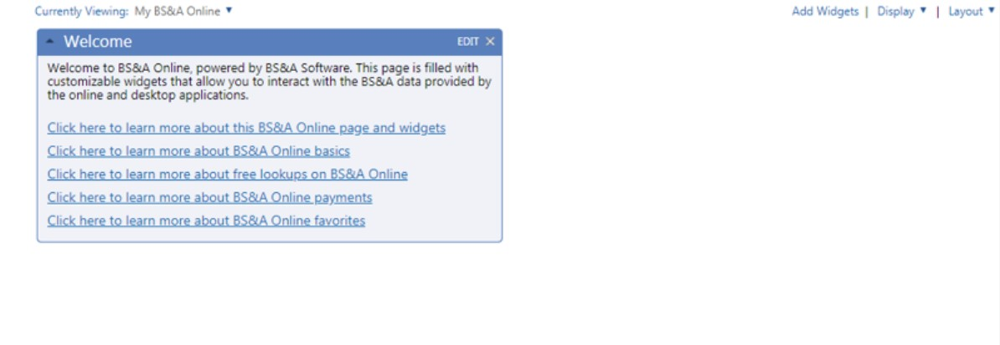 Currently Viewing: My BS&A Online ▼
Add Widgets | Display ▼ | Layout ▼
Welcome
EDIT ×
Welcome to BS&A Online, powered by BS&A Software. This page is filled with
customizable widgets that allow you to interact with the BS&A data provided by
the online and desktop applications.
Click here to learn more about this BS&A Online page and widgets
Click here to learn more about BS&A Online basics
Click here to learn more about free lookups on BS&A Online
Click here to learn more about BS&A Online payments
Click here to learn more about BS&A Online favorites